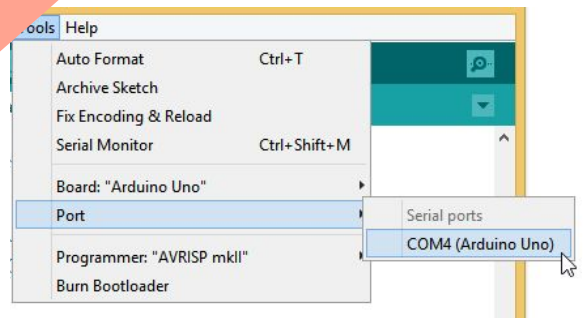 Tools Help
Auto Format Ctrl+T
Archive Sketch
Fix Encoding & Reload
Serial Monitor Ctrl+Shift+M
Board: "Arduino Uno"
Port
Serial ports
COM4 (Arduino Uno)
Programmer: "AVRISP mkII"
Burn Bootloader